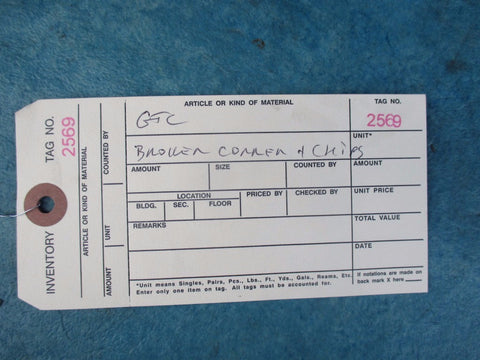 INVENTORY TAG NO. 2569
ARTICLE OR KIND OF MATERIAL
AMOUNT UNIT COUNTED BY
ARTICLE OR KIND OF MATERIAL TAG NO.
GTC 2569
UNIT*
BROKEN CORNER & CHIPS
AMOUNT SIZE COUNTED BY AMOUNT
LOCATION PRICED BY CHECKED BY UNIT PRICE
BLDG. SEC. FLOOR
REMARKS TOTAL VALUE
DATE
*Unit means Singles, Pairs, Pcs., Lbs., Ft., Yds., Gals., Reams, Etc. If notations are made on
Enter only one item on tag. All tags must be accounted for. back mark X here